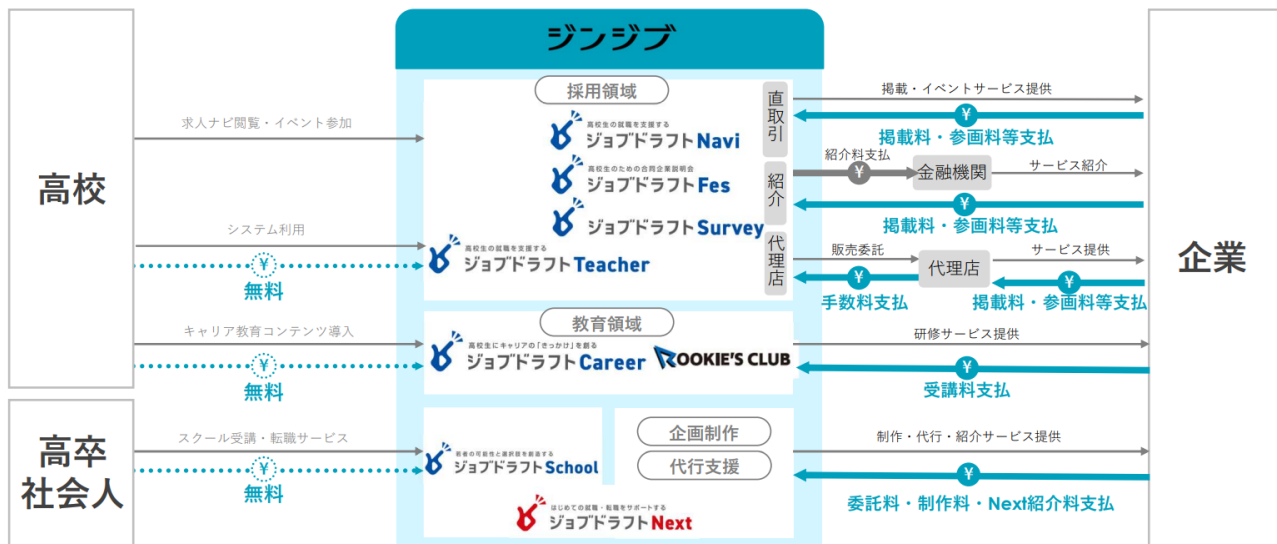 ジンジブ
高校
高卒
社会人
企業
求人ナビ閲覧・イベント参加
システム利用
¥
無料
キャリア教育コンテンツ導入
¥
無料
スクール受講・転職サービス
¥
無料
採用領域
高校生の就職を支援する
ジョブドラフトNavi
高校生のための合同企業説明会
ジョブドラフトFes
ジョブドラフトSurvey
高校生の就職を支援する
ジョブドラフトTeacher
直取引
紹介
代理店
教育領域
高校生にキャリアの「きっかけ」を創る
ジョブドラフトCareer
ROOKIE'S CLUB
若者の可能性と選択肢を創造する
ジョブドラフトSchool
企画制作
代行支援
はじめての就職・転職をサポートする
ジョブドラフトNext
掲載・イベントサービス提供
¥
掲載料・参画料等支払
紹介料支払
¥
金融機関
サービス紹介
¥
掲載料・参画料等支払
販売委託
¥
手数料支払
代理店
サービス提供
¥
掲載料・参画料等支払
研修サービス提供
¥
受講料支払
制作・代行・紹介サービス提供
¥
委託料・制作料・Next紹介料支払